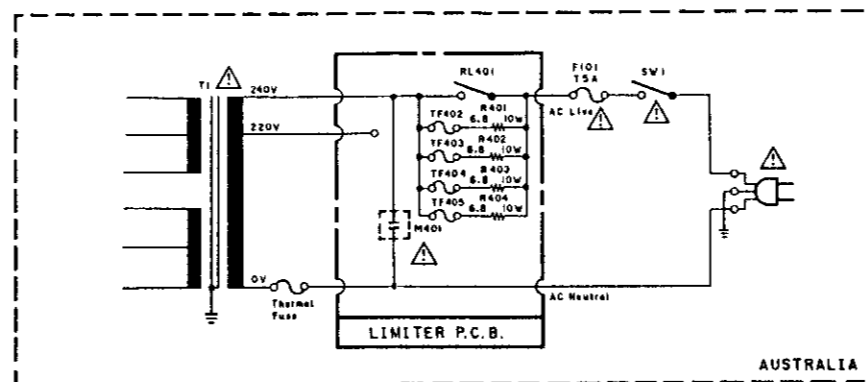 T1
240V
220V
0V
Thermal
Fuse
RL401
TF402
R401
6.8
10W
TF403
R402
6.8
10W
TF404
R403
6.8
10W
TF405
R404
6.8
10W
M401
F101
T5A
SW1
AC Live
AC Neutral
LIMITER P.C.B.
AUSTRALIA